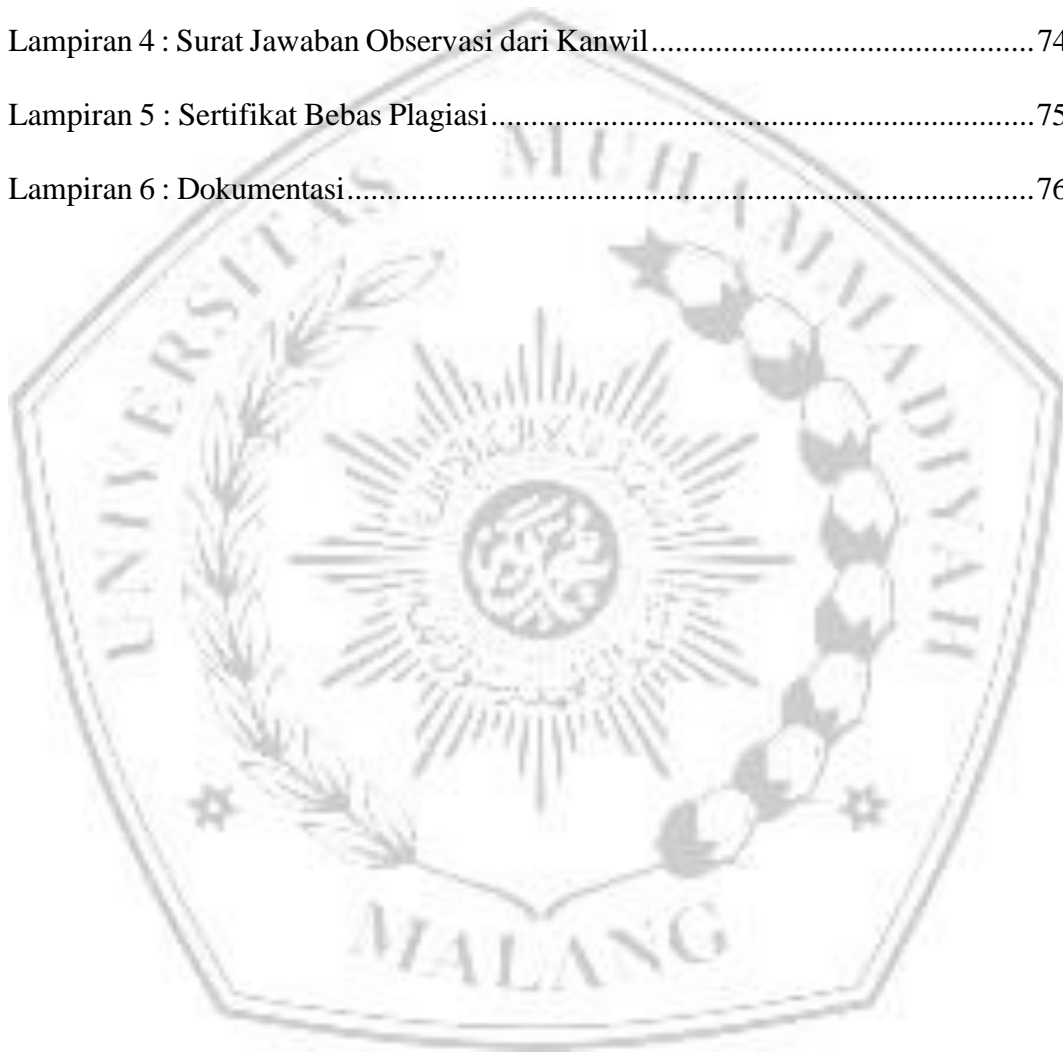 Lampiran 4 : Surat Jawaban Observasi dari Kanwil....................................74
Lampiran 5 : Sertifikat Bebas Plagiasi....................................................75
Lampiran 6 : Dokumentasi....................................................................76
UNIVERSITAS MUHAMMADIYAH
MALANG